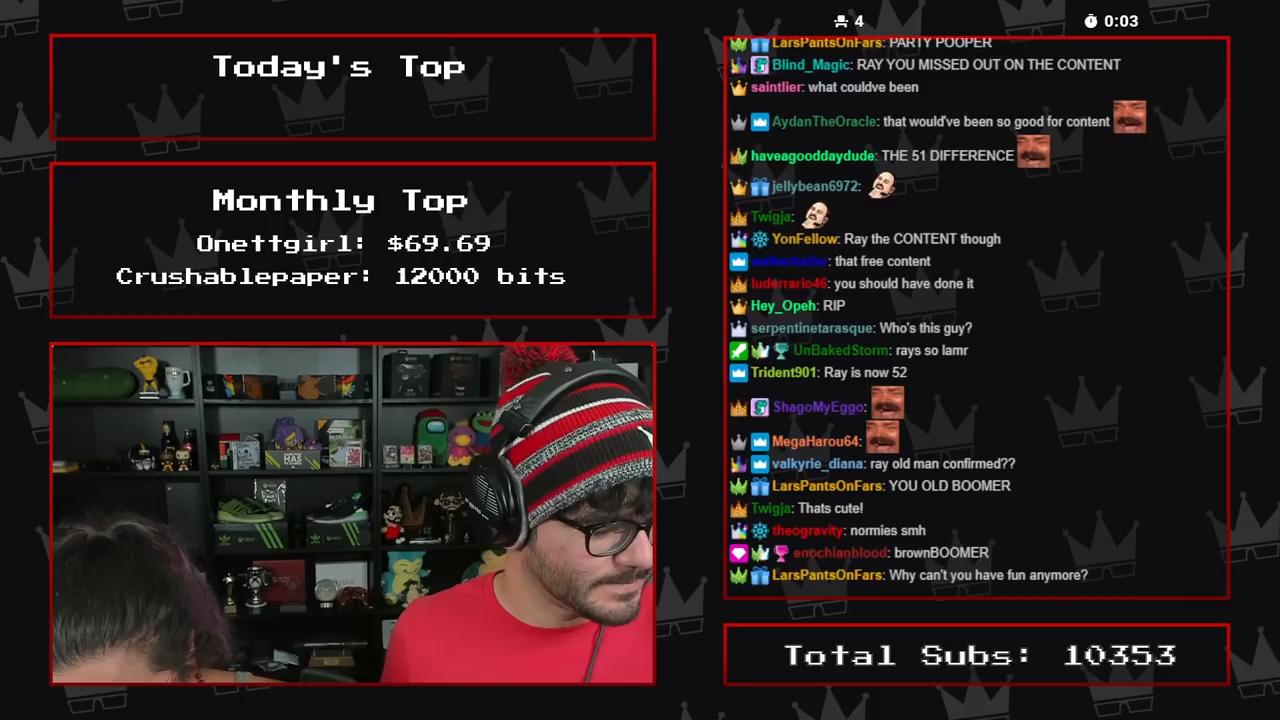 Today's Top
Monthly Top
Onettgirl: $69.69
Crushablepaper: 12000 bits
4
0:03
LarsPantsOnFars: PARTY POOPER
Blind_Magic: RAY YOU MISSED OUT ON THE CONTENT
saintlier: what couldve been
AydanTheOracle: that would've been so good for content
haveagooddaydude: THE 51 DIFFERENCE
jellybean6972:
Twigja:
YonFellow: Ray the CONTENT though
: that free content
luderrario46: you should have done it
Hey_Opeh: RIP
serpentinetarasque: Who's this guy?
UnBakedStorm: rays so lamr
Trident901: Ray is now 52
ShagoMyEggo:
MegaHarou64:
valkyrie_diana: ray old man confirmed??
LarsPantsOnFars: YOU OLD BOOMER
Twigja: Thats cute!
theogravity: normies smh
enochianblood: brownBOOMER
LarsPantsOnFars: Why can't you have fun anymore?
Total Subs: 10353